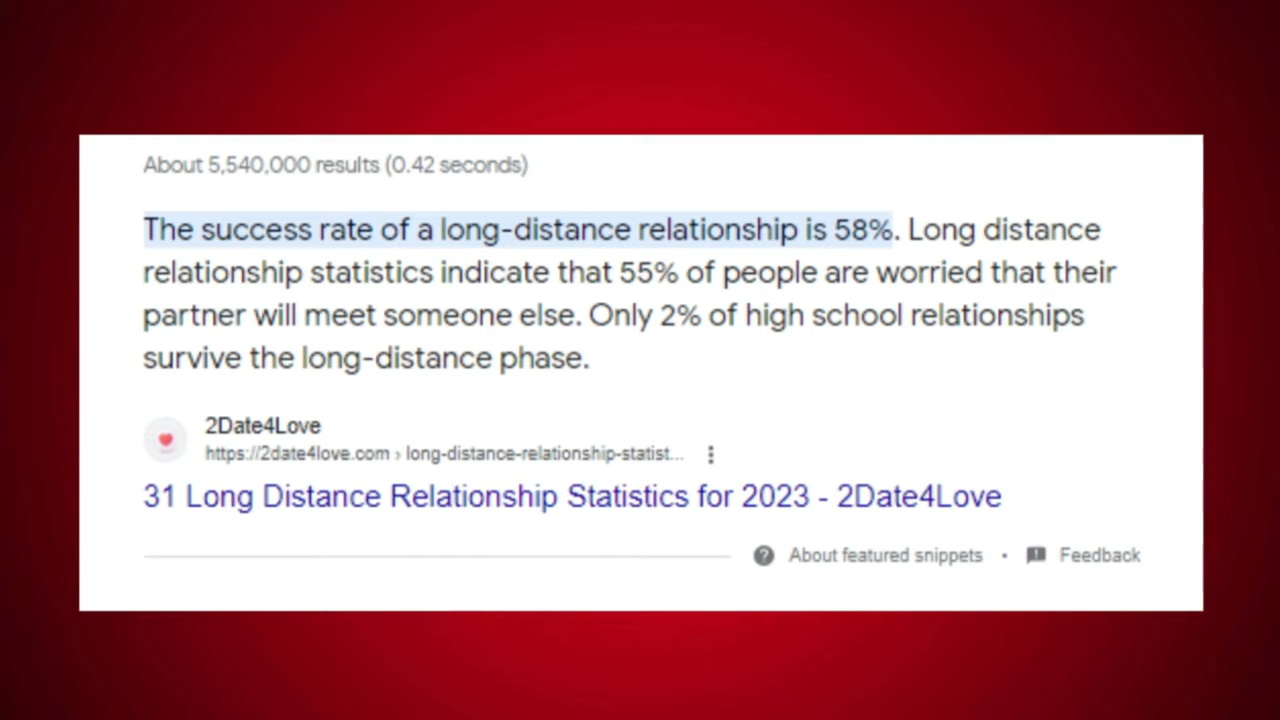 About 5,540,000 results (0.42 seconds)
The success rate of a long-distance relationship is 58%. Long distance
relationship statistics indicate that 55% of people are worried that their
partner will meet someone else. Only 2% of high school relationships
survive the long-distance phase.
2Date4Love
https://2date4love.com › long-distance-relationship-statist...
31 Long Distance Relationship Statistics for 2023 - 2Date4Love
About featured snippets • Feedback